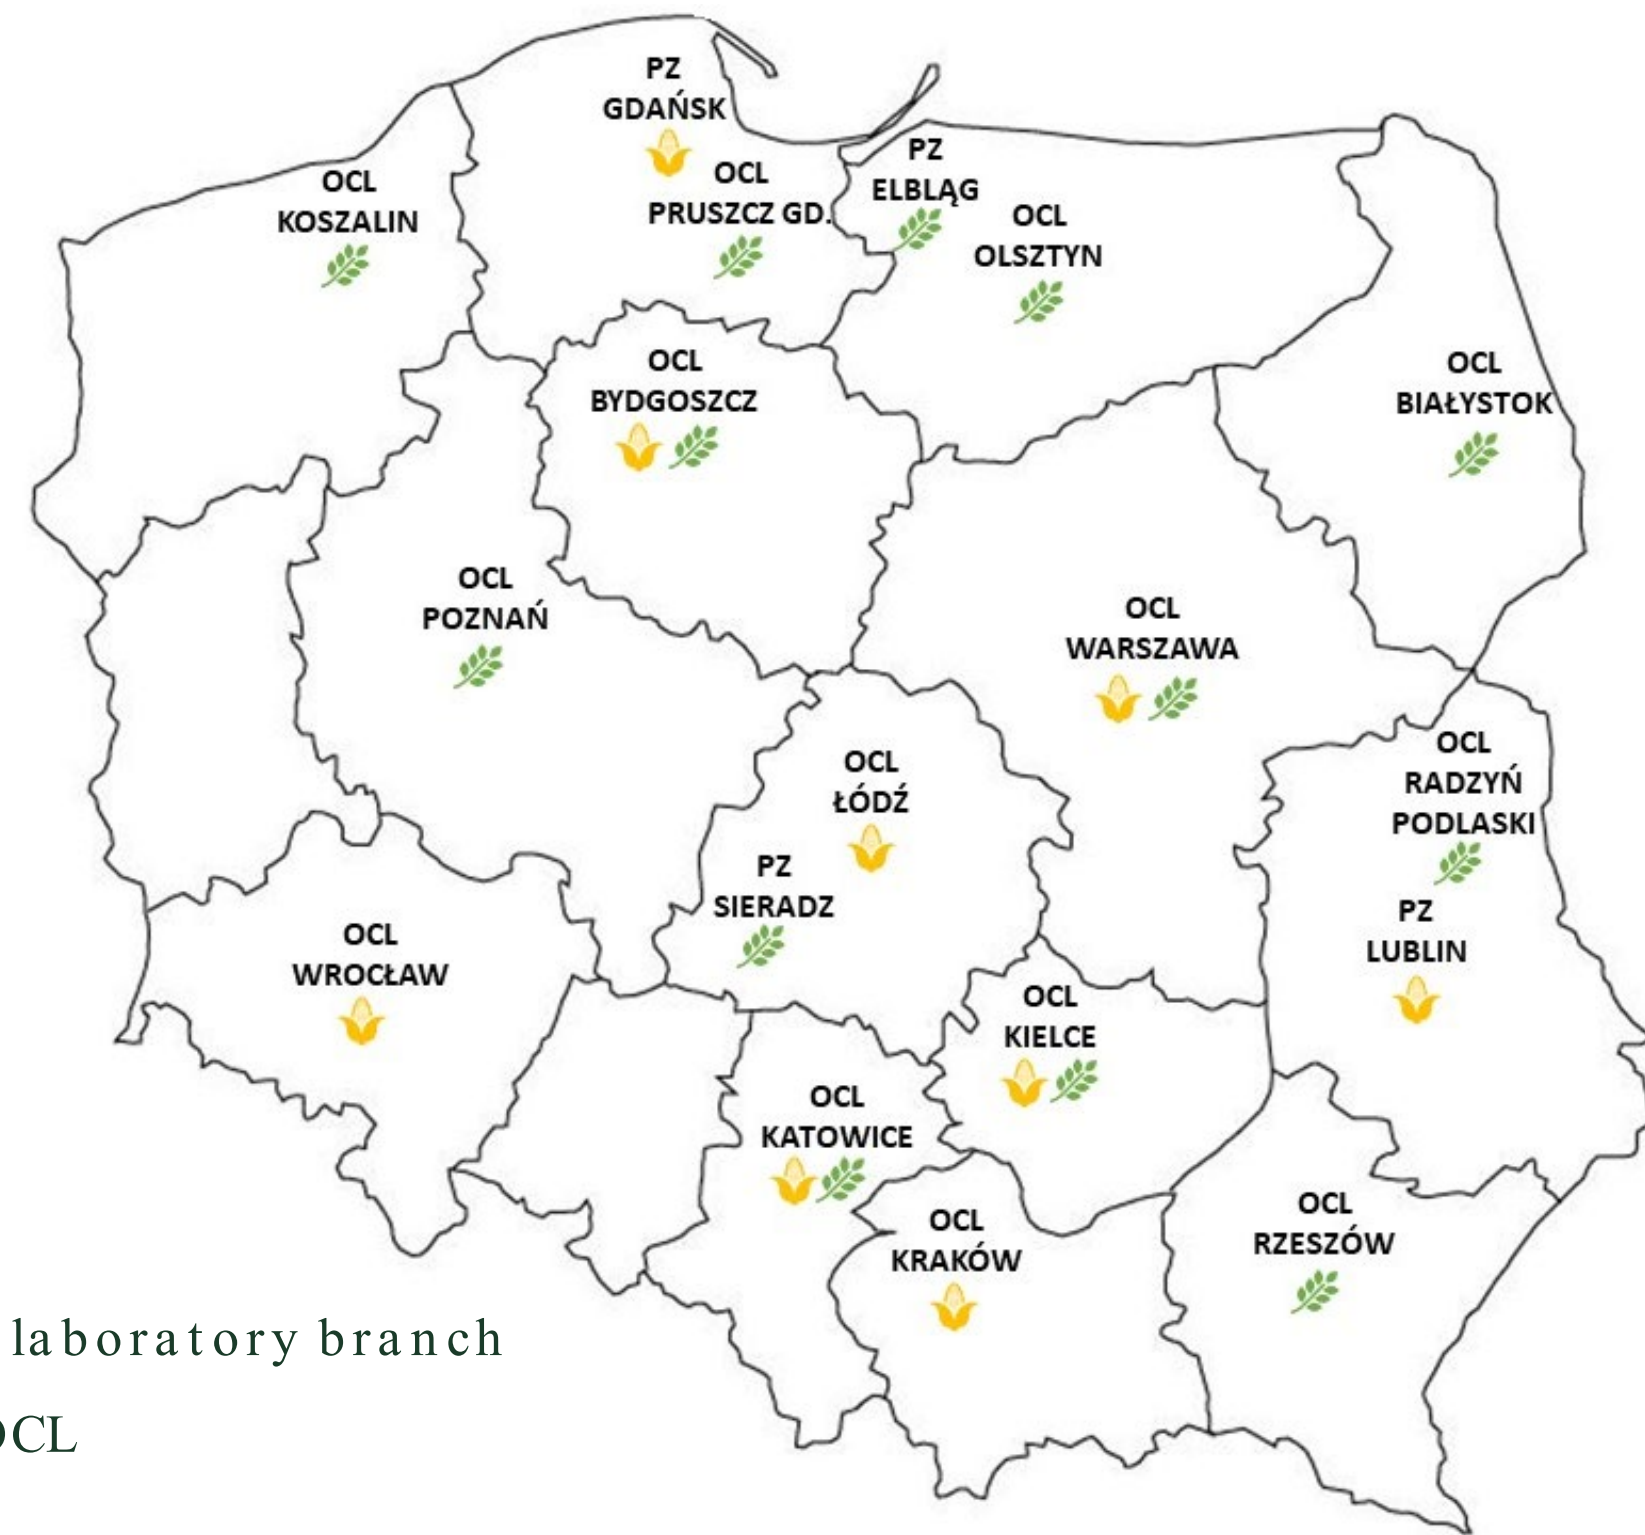 PZ
GDAŃSK
OCL
PRUSZCZ GD.
PZ
ELBLĄG
OCL
KOSZALIN
OCL
OLSZTYN
OCL
BYDGOSZCZ
OCL
BIAŁYSTOK
OCL
POZNAŃ
OCL
WARSZAWA
OCL
ŁÓDŹ
OCL
RADZYŃ
PODLASKI
PZ
SIERADZ
PZ
LUBLIN
OCL
WROCŁAW
OCL
KIELCE
OCL
KATOWICE
OCL
KRAKÓW
OCL
RZESZÓW
laboratory branch
OCL